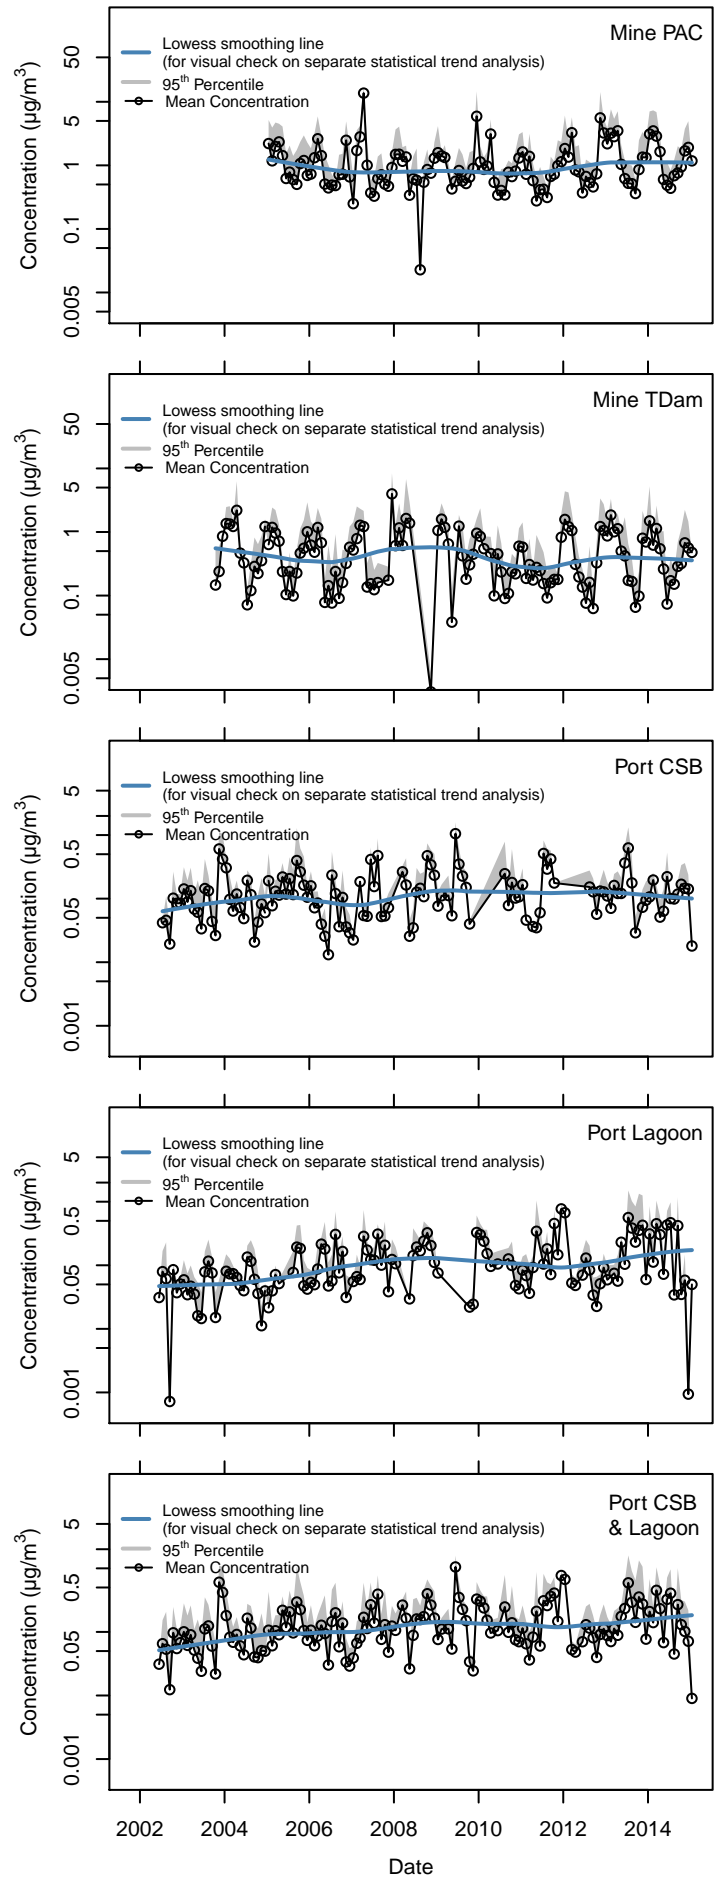 Mine PAC
Lowess smoothing line
(for visual check on separate statistical trend analysis)
95th Percentile
Mean Concentration
Concentration (µg/m3)
50
5
1
0.1
0.005
Mine TDam
Lowess smoothing line
(for visual check on separate statistical trend analysis)
95th Percentile
Mean Concentration
Concentration (µg/m3)
50
5
1
0.1
0.005
Port CSB
Lowess smoothing line
(for visual check on separate statistical trend analysis)
95th Percentile
Mean Concentration
Concentration (µg/m3)
5
0.5
0.05
0.001
Port Lagoon
Lowess smoothing line
(for visual check on separate statistical trend analysis)
95th Percentile
Mean Concentration
Concentration (µg/m3)
5
0.5
0.05
0.001
Port CSB
& Lagoon
Lowess smoothing line
(for visual check on separate statistical trend analysis)
95th Percentile
Mean Concentration
Concentration (µg/m3)
5
0.5
0.05
0.001
2002 2004 2006 2008 2010 2012 2014
Date